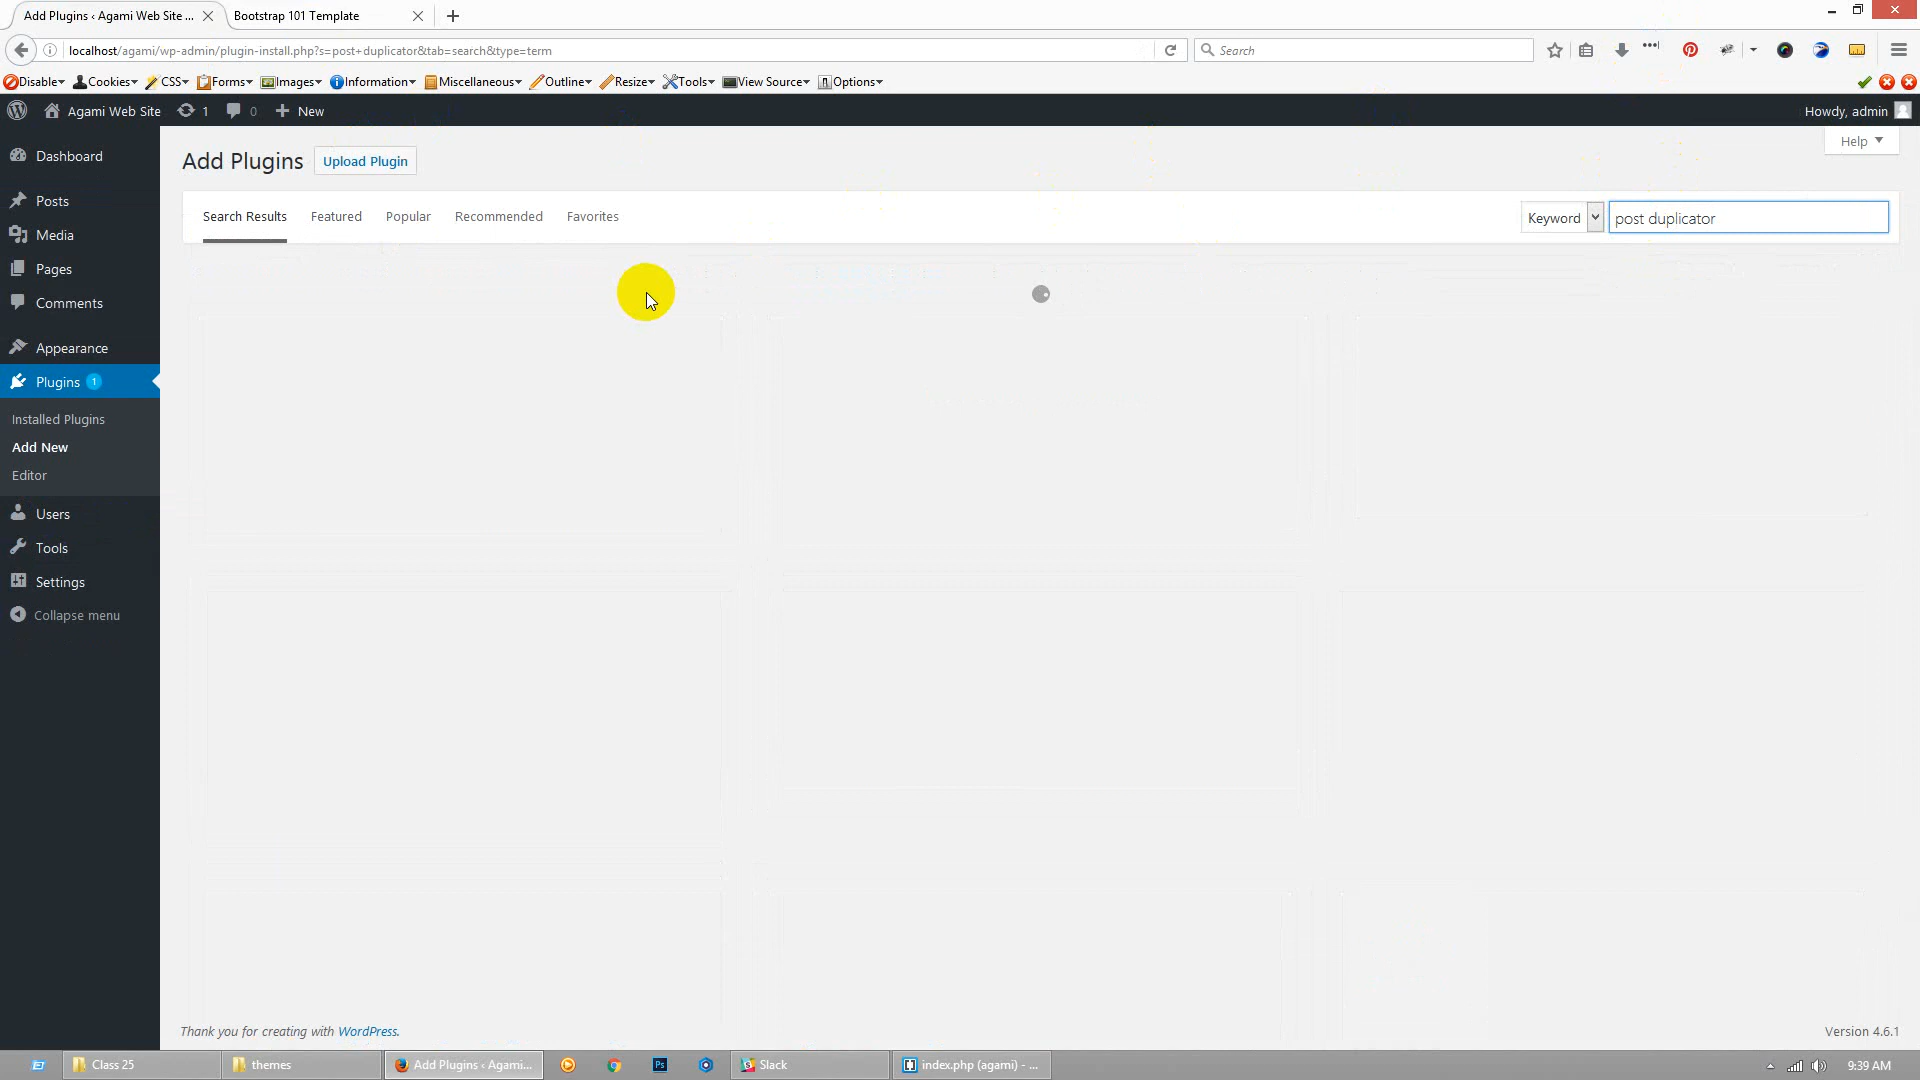 Add Plugins ‹ Agami Web Site ...
Bootstrap 101 Template
localhost/agami/wp-admin/plugin-install.php?s=post+duplicator&tab=search&type=term
Search
Disable
Cookies
CSS
Forms
Images
Information
Miscellaneous
Outline
Resize
Tools
View Source
Options
Agami Web Site
1
0
New
Howdy, admin
Help
Dashboard
Posts
Media
Pages
Comments
Appearance
Plugins 1
Installed Plugins
Add New
Editor
Users
Tools
Settings
Collapse menu
Add Plugins
Upload Plugin
Search Results
Featured
Popular
Recommended
Favorites
Keyword
post duplicator
Thank you for creating with WordPress.
Version 4.6.1
Class 25
themes
Add Plugins ‹ Agami...
Ps
Slack
index.php (agami) - ...
9:39 AM